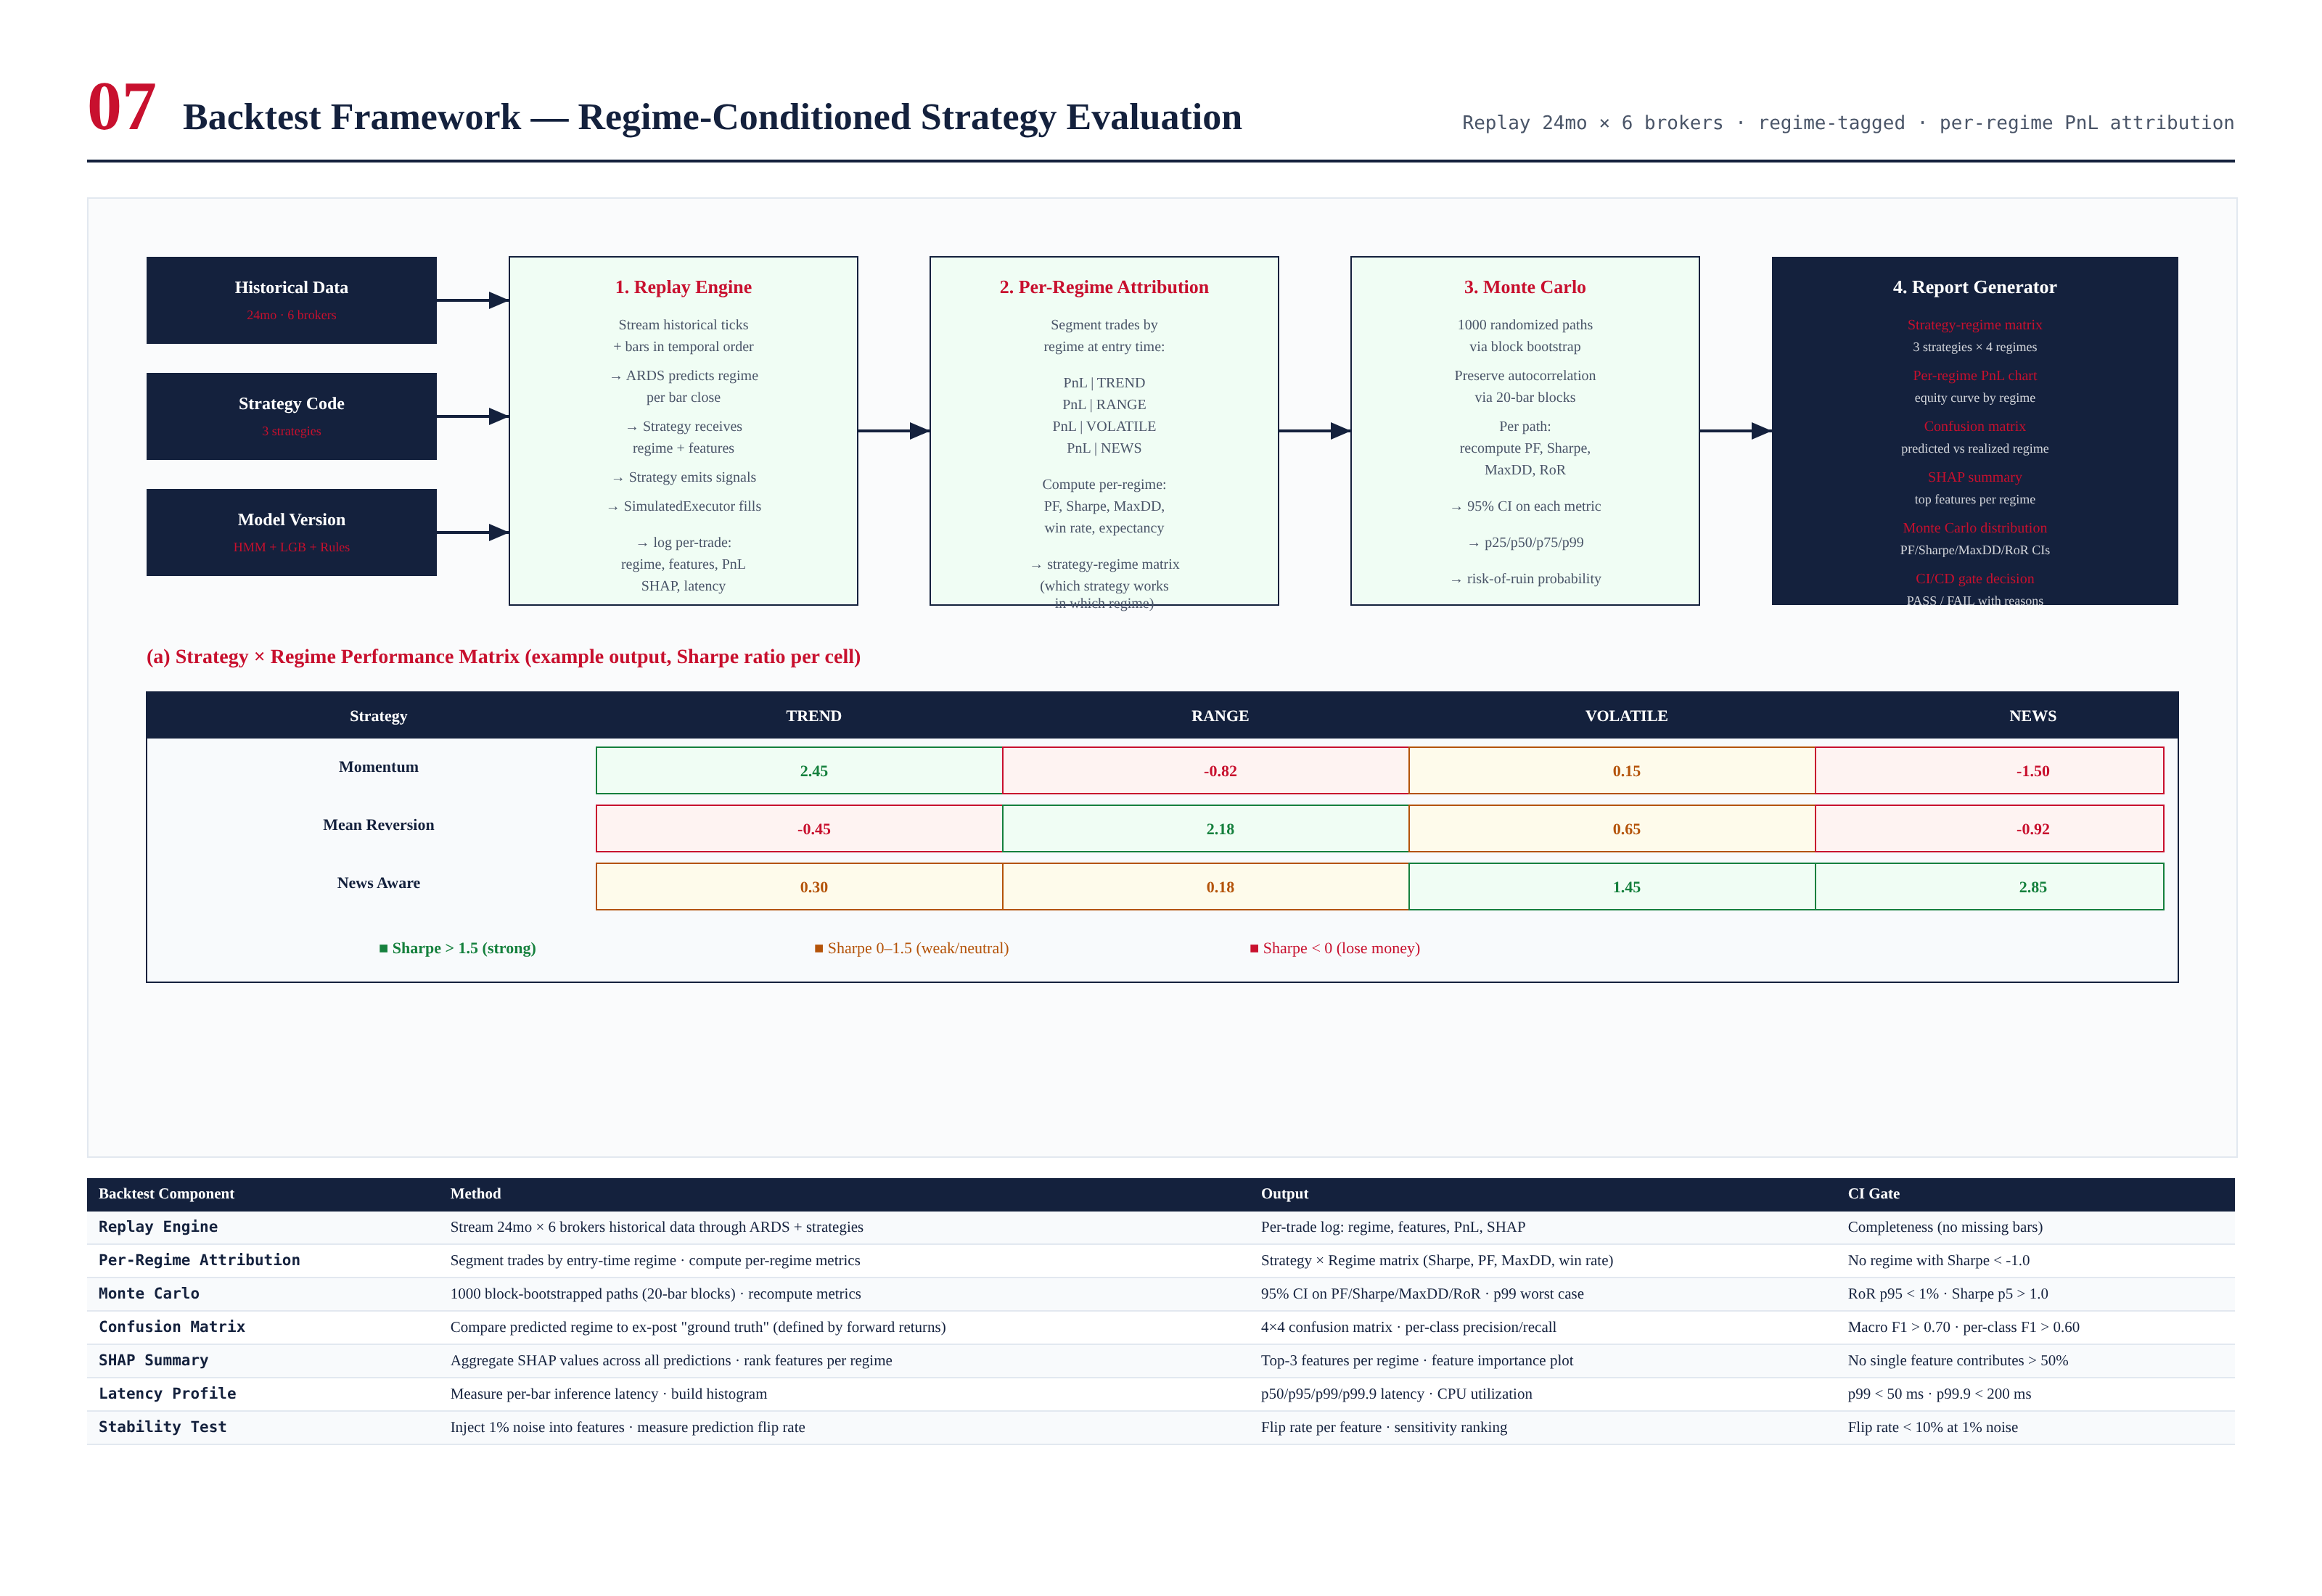 07 Backtest Framework — Regime-Conditioned Strategy Evaluation
Replay 24mo × 6 brokers · regime-tagged · per-regime PnL attribution
Historical Data
24mo · 6 brokers
Strategy Code
3 strategies
Model Version
HMM + LGB + Rules
1. Replay Engine
Stream historical ticks
+ bars in temporal order
→ ARDS predicts regime
per bar close
→ Strategy receives
regime + features
→ Strategy emits signals
→ SimulatedExecutor fills
→ log per-trade:
regime, features, PnL
SHAP, latency
2. Per-Regime Attribution
Segment trades by
regime at entry time:
PnL | TREND
PnL | RANGE
PnL | VOLATILE
PnL | NEWS
Compute per-regime:
PF, Sharpe, MaxDD,
win rate, expectancy
→ strategy-regime matrix
(which strategy works
in which regime)
3. Monte Carlo
1000 randomized paths
via block bootstrap
Preserve autocorrelation
via 20-bar blocks
Per path:
recompute PF, Sharpe,
MaxDD, RoR
→ 95% CI on each metric
→ p25/p50/p75/p99
→ risk-of-ruin probability
4. Report Generator
Strategy-regime matrix
3 strategies × 4 regimes
Per-regime PnL chart
equity curve by regime
Confusion matrix
predicted vs realized regime
SHAP summary
top features per regime
Monte Carlo distribution
PF/Sharpe/MaxDD/RoR CIs
CI/CD gate decision
PASS / FAIL with reasons
(a) Strategy × Regime Performance Matrix (example output, Sharpe ratio per cell)
Strategy TREND RANGE VOLATILE NEWS
Momentum 2.45 -0.82 0.15 -1.50
Mean Reversion -0.45 2.18 0.65 -0.92
News Aware 0.30 0.18 1.45 2.85
■ Sharpe > 1.5 (strong) ■ Sharpe 0–1.5 (weak/neutral) ■ Sharpe < 0 (lose money)
Backtest Component Method Output CI Gate
Replay Engine Stream 24mo × 6 brokers historical data through ARDS + strategies Per-trade log: regime, features, PnL, SHAP Completeness (no missing bars)
Per-Regime Attribution Segment trades by entry-time regime · compute per-regime metrics Strategy × Regime matrix (Sharpe, PF, MaxDD, win rate) No regime with Sharpe < -1.0
Monte Carlo 1000 block-bootstrapped paths (20-bar blocks) · recompute metrics 95% CI on PF/Sharpe/MaxDD/RoR · p99 worst case RoR p95 < 1% · Sharpe p5 > 1.0
Confusion Matrix Compare predicted regime to ex-post "ground truth" (defined by forward returns) 4×4 confusion matrix · per-class precision/recall Macro F1 > 0.70 · per-class F1 > 0.60
SHAP Summary Aggregate SHAP values across all predictions · rank features per regime Top-3 features per regime · feature importance plot No single feature contributes > 50%
Latency Profile Measure per-bar inference latency · build histogram p50/p95/p99/p99.9 latency · CPU utilization p99 < 50 ms · p99.9 < 200 ms
Stability Test Inject 1% noise into features · measure prediction flip rate Flip rate per feature · sensitivity ranking Flip rate < 10% at 1% noise